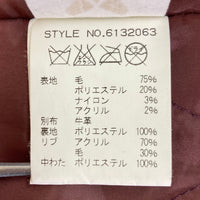 STYLE NO.6132063
表地 毛 75%
ポリエステル 20%
ナイロン 3%
アクリル 2%
別布 牛革
裏地 ポリエステル 100%
リブ アクリル 70%
毛 30%
中わた ポリエステル 100%